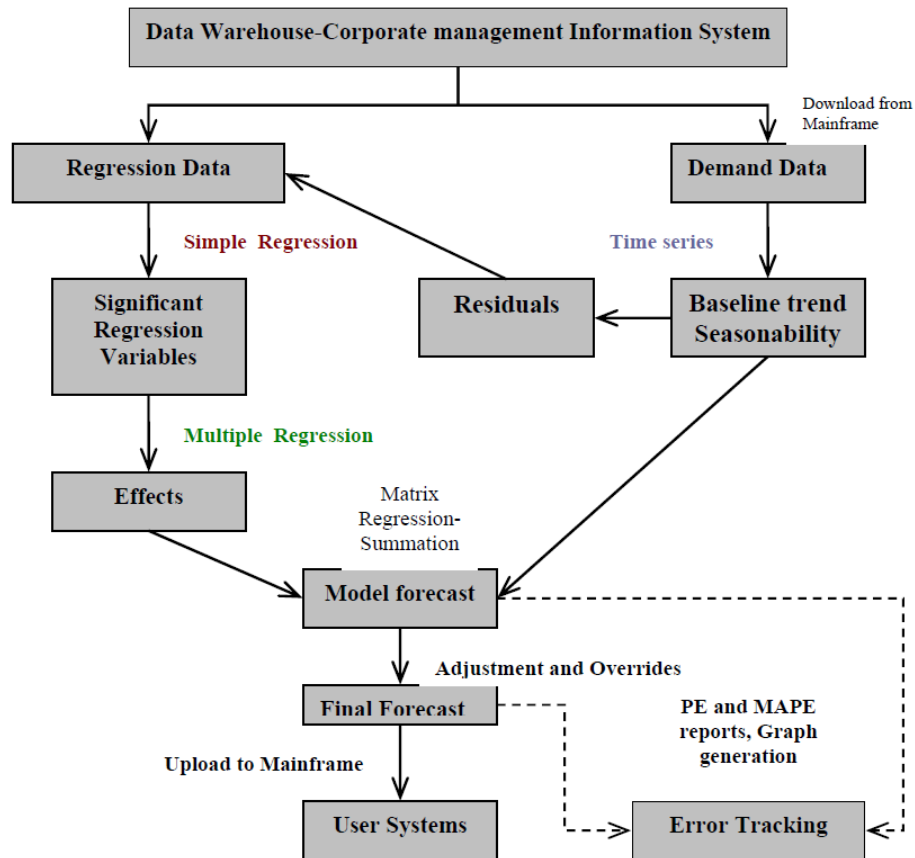 Data Warehouse-Corporate management Information System
Download from
Mainframe
Regression Data
Demand Data
Simple Regression
Time series
Significant
Regression
Variables
Residuals
Baseline trend
Seasonability
Multiple Regression
Effects
Matrix
Regression-
Summation
Model forecast
Adjustment and Overrides
Final Forecast
PE and MAPE
reports, Graph
generation
Upload to Mainframe
User Systems
Error Tracking